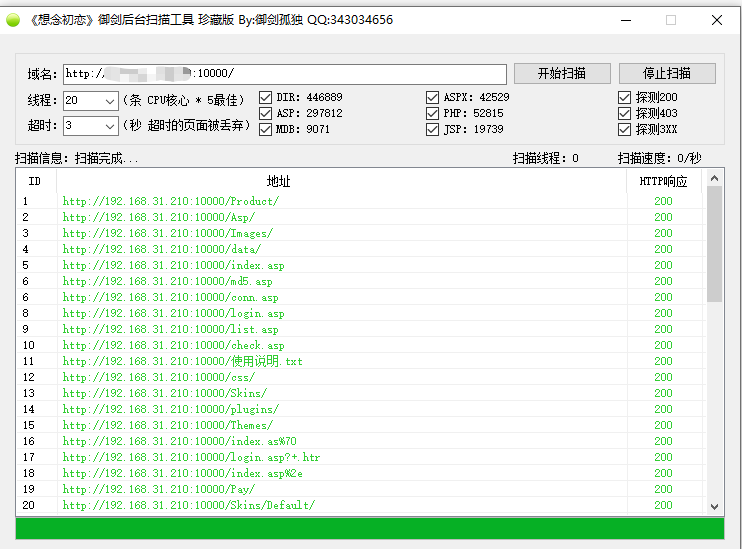 《想念初恋》御剑后台扫描工具 珍藏版 By:御剑孤独 QQ:343034656
域名: http:/ :10000/ 开始扫描 停止扫描
线程: 20 (条 CPU核心 * 5最佳) DIR: 446889 ASPX: 42529 探测200
ASP: 297812 PHP: 52815 探测403
超时: 3 (秒 超时的页面被丢弃) MDB: 9071 JSP: 19739 探测3XX
扫描信息: 扫描完成... 扫描线程: 0 扫描速度: 0/秒
ID 地址 HTTP响应
1 http://192.168.31.210:10000/Product/ 200
2 http://192.168.31.210:10000/Asp/ 200
3 http://192.168.31.210:10000/Images/ 200
4 http://192.168.31.210:10000/data/ 200
5 http://192.168.31.210:10000/index.asp 200
6 http://192.168.31.210:10000/md5.asp 200
6 http://192.168.31.210:10000/conn.asp 200
8 http://192.168.31.210:10000/login.asp 200
9 http://192.168.31.210:10000/list.asp 200
10 http://192.168.31.210:10000/check.asp 200
11 http://192.168.31.210:10000/使用说明.txt 200
12 http://192.168.31.210:10000/css/ 200
13 http://192.168.31.210:10000/Skins/ 200
14 http://192.168.31.210:10000/plugins/ 200
15 http://192.168.31.210:10000/Themes/ 200
16 http://192.168.31.210:10000/index.as%70 200
17 http://192.168.31.210:10000/login.asp?+.htr 200
18 http://192.168.31.210:10000/index.asp%2e 200
19 http://192.168.31.210:10000/Pay/ 200
20 http://192.168.31.210:10000/Skins/Default/ 200